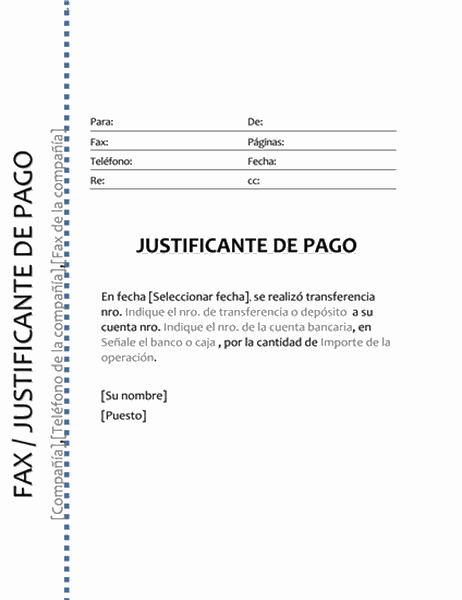 FAX / JUSTIFICANTE DE PAGO
[Compañía] [Teléfono de la compañía] [Fax de la compañía]
Para: De:
Fax: Páginas:
Teléfono: Fecha:
Re: cc:
JUSTIFICANTE DE PAGO
En fecha [Seleccionar fecha]. se realizó transferencia
nro. Indique el nro. de transferencia o depósito a su
cuenta nro. Indique el nro. de la cuenta bancaria, en
Señale el banco o caja , por la cantidad de Importe de la
operación.
[Su nombre]
[Puesto]